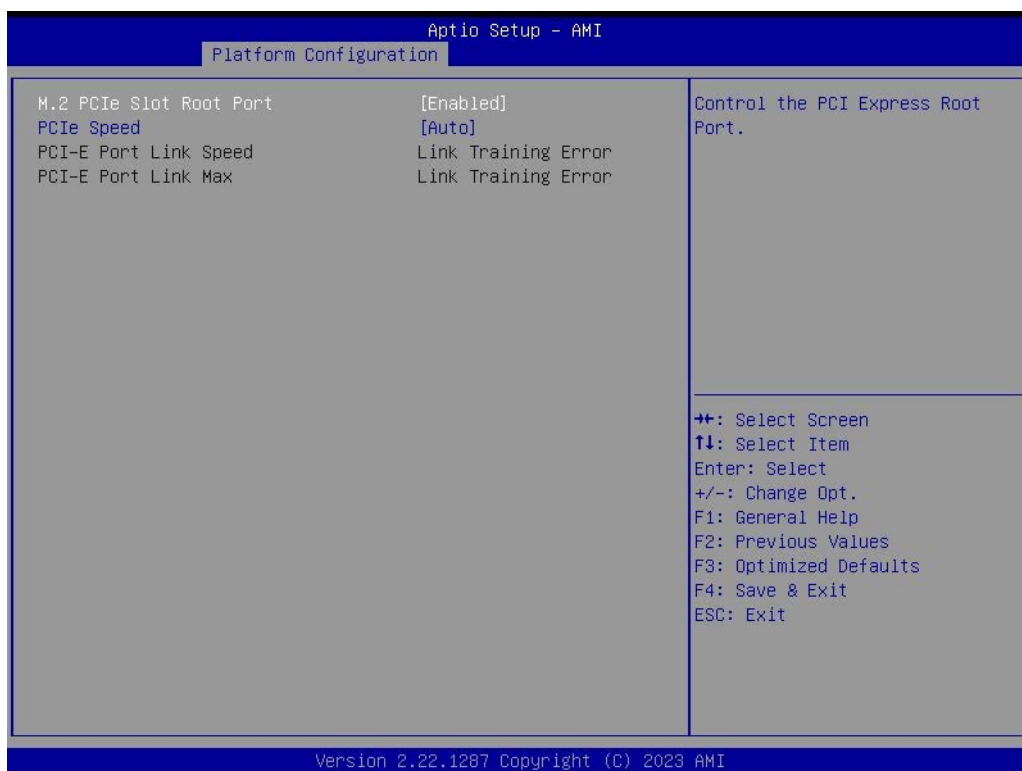 Aptio Setup - AMI
Platform Configuration
M.2 PCIe Slot Root Port [Enabled]
PCIe Speed [Auto]
PCI-E Port Link Speed Link Training Error
PCI-E Port Link Max Link Training Error
Control the PCI Express Root
Port.
→←: Select Screen
↑↓: Select Item
Enter: Select
+/-: Change Opt.
F1: General Help
F2: Previous Values
F3: Optimized Defaults
F4: Save & Exit
ESC: Exit
Version 2.22.1287 Copyright (C) 2023 AMI